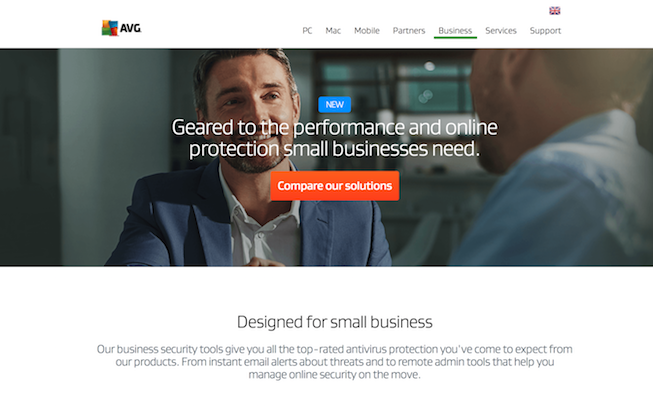 AVG
PC Mac Mobile Partners Business Services Support
NEW
Geared to the performance and online
protection small businesses need.
Compare our solutions
Designed for small business
Our business security tools give you all the top-rated antivirus protection you've come to expect from
our products. From instant email alerts about threats and to remote admin tools that help you
manage online security on the move.